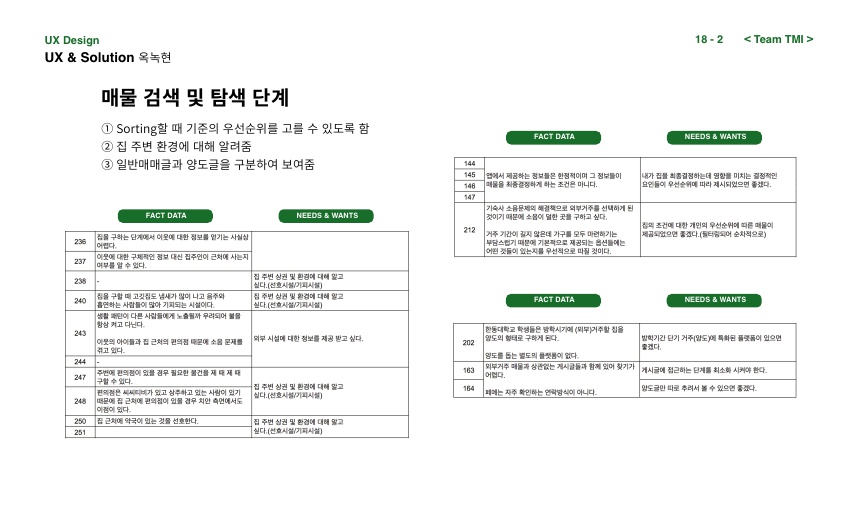 UX Design
UX & Solution 옥녹현
18 - 2 < Team TMI >
매물 검색 및 탐색 단계
① Sorting할 때 기준의 우선순위를 고를 수 있도록 함
② 집 주변 환경에 대해 알려줌
③ 일반매매글과 양도글을 구분하여 보여줌
FACT DATA NEEDS & WANTS
236 집을 구하는 단계에서 이웃에 대한 정보를 얻기는 사실상
어렵다.
237 이웃에 대한 구체적인 정보 대신 집주인이 근처에 사는지
여부를 알 수 있다.
238 - 집 주변 상권 및 환경에 대해 알고
싶다.(선호시설/기피시설)
240 집을 구할 때 고깃집도 냄새가 많이 나고 음주와
흡연하는 사람들이 많아 기피되는 시설이다.
집 주변 상권 및 환경에 대해 알고
싶다.(선호시설/기피시설)
243 생활 패턴이 다른 사람들에게 노출될까 우려되어 불을
항상 켜고 다닌다.
이웃의 아이들과 집 근처의 편의점 때문에 소음 문제를
겪고 있다.
244 -
외부 시설에 대한 정보를 제공 받고 싶다.
247 주변에 편의점이 있을 경우 필요한 물건을 제 때 제 때
구할 수 있다.
248 편의점은 씨씨티비가 있고 상주하고 있는 사람이 있기
때문에 집 근처에 편의점이 있을 경우 치안 측면에서도
이점이 있다.
집 주변 상권 및 환경에 대해 알고
싶다.(선호시설/기피시설)
250 집 근처에 약국이 있는 것을 선호한다.
251
집 주변 상권 및 환경에 대해 알고
싶다.(선호시설/기피시설)
FACT DATA NEEDS & WANTS
144
145
146
147
앱에서 제공하는 정보들은 한정적이며 그 정보들이
매물을 최종결정하게 하는 조건은 아니다.
내가 집을 최종결정하는데 영향을 미치는 결정적인
요인들이 우선순위에 따라 제시되었으면 좋겠다.
212 기숙사 소음문제의 해결책으로 외부거주를 선택하게 된
것이기 때문에 소음이 덜한 곳을 구하고 싶다.
거주 기간이 길지 않은데 가구를 모두 마련하기는
부담스럽기 때문에 기본적으로 제공되는 옵션들에는
어떤 것들이 있는지를 우선적으로 따질 것이다.
집의 조건에 대한 개인의 우선순위에 따른 매물이
제공되었으면 좋겠다.(필터링되어 순차적으로)
FACT DATA NEEDS & WANTS
202 한동대학교 학생들은 방학시기에 (외부)거주할 집을
양도의 형태로 구하게 된다.
양도를 돕는 별도의 플랫폼이 없다.
방학기간 단기 거주(양도)에 특화된 플랫폼이 있으면
좋겠다.
163 외부거주 매물과 상관없는 게시글들과 함께 있어 찾기가
어렵다.
게시글에 접근하는 단계를 최소화 시켜야 한다.
164 페메는 자주 확인하는 연락방식이 아니다.
양도글만 따로 추려서 볼 수 있으면 좋겠다.